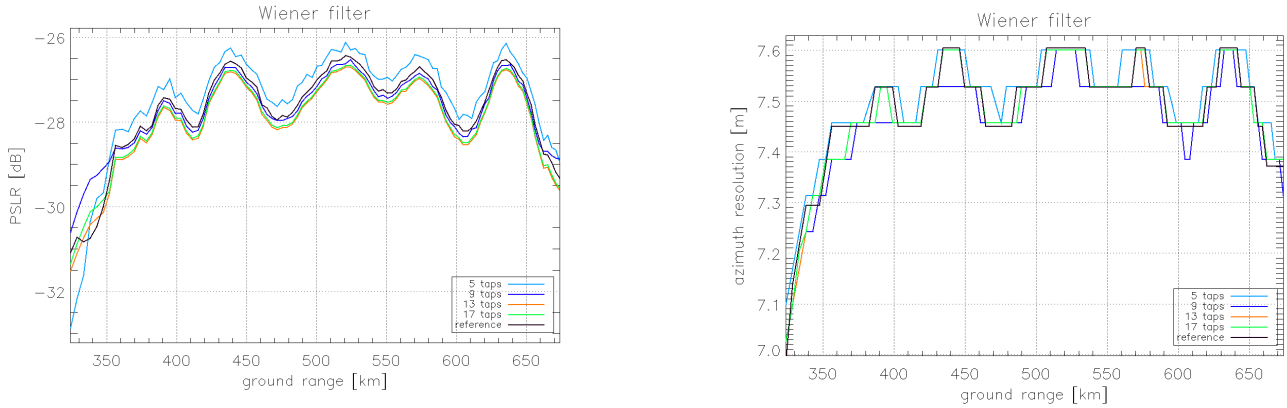 Wiener filter
−26
−28
−30
−32
PSLR [dB]
350 400 450 500 550 600 650
ground range [km]
5 taps
9 taps
13 taps
17 taps
reference
Wiener filter
7.6
7.5
7.4
7.3
7.2
7.1
7.0
azimuth resolution [m]
350 400 450 500 550 600 650
ground range [km]
5 taps
9 taps
13 taps
17 taps
reference